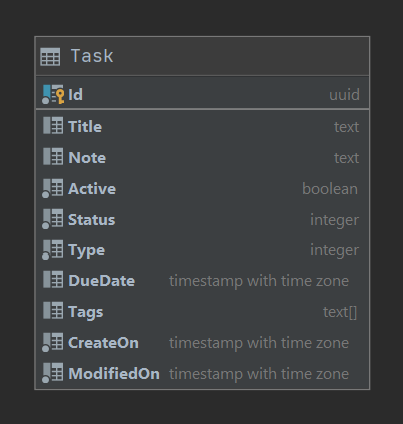 Task
Id uuid
Title text
Note text
Active boolean
Status integer
Type integer
DueDate timestamp with time zone
Tags text[]
CreateOn timestamp with time zone
ModifiedOn timestamp with time zone